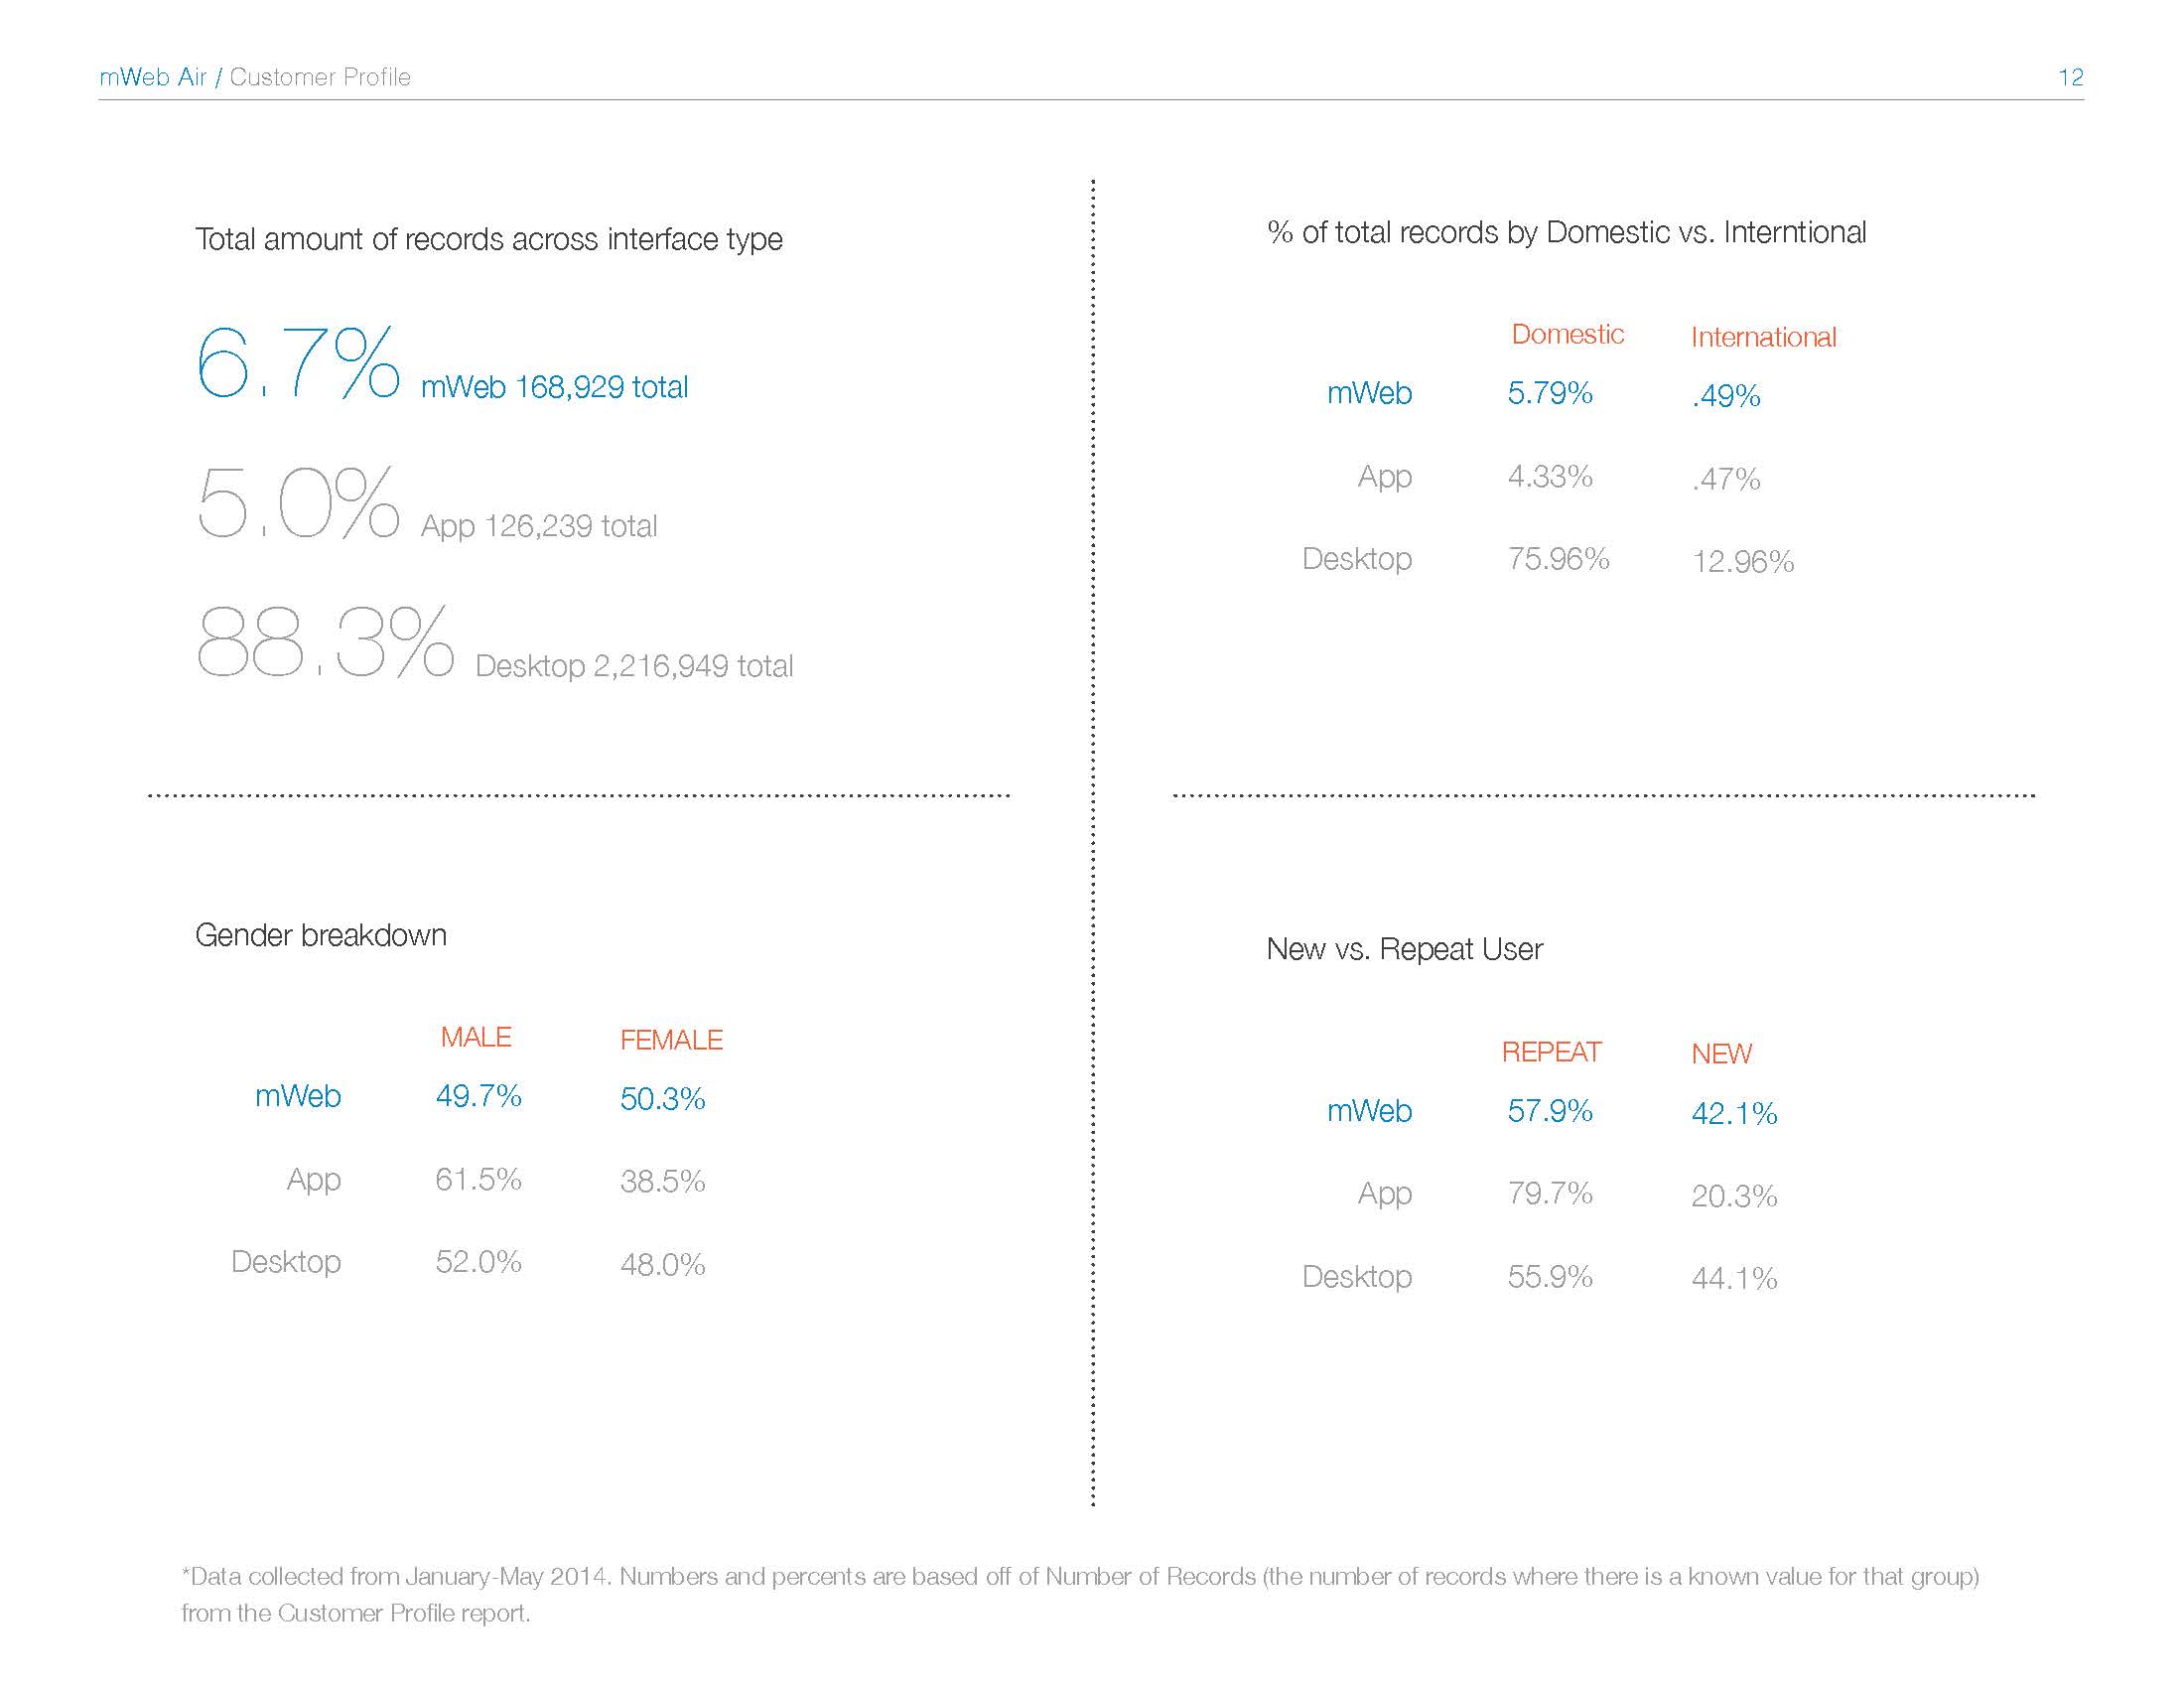 mWeb Air / Customer Profile
12
Total amount of records across interface type
6.7% mWeb 168,929 total
5.0% App 126,239 total
88.3% Desktop 2,216,949 total
% of total records by Domestic vs. Interntional
Domestic International
mWeb 5.79% .49%
App 4.33% .47%
Desktop 75.96% 12.96%
Gender breakdown
MALE FEMALE
mWeb 49.7% 50.3%
App 61.5% 38.5%
Desktop 52.0% 48.0%
New vs. Repeat User
REPEAT NEW
mWeb 57.9% 42.1%
App 79.7% 20.3%
Desktop 55.9% 44.1%
*Data collected from January-May 2014. Numbers and percents are based off of Number of Records (the number of records where there is a known value for that group)
from the Customer Profile report.